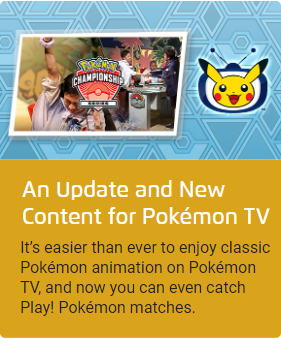 Pokémon
CHAMPIONSHIP
An Update and New
Content for Pokémon TV
It’s easier than ever to enjoy classic
Pokémon animation on Pokémon
TV, and now you can even catch
Play! Pokémon matches.